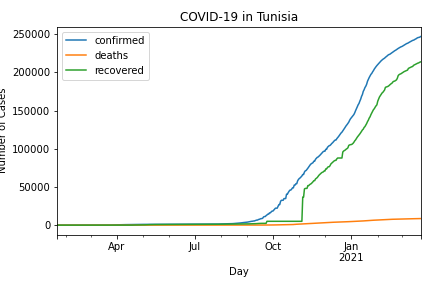 COVID-19 in Tunisia
confirmed
deaths
recovered
250000
200000
150000
100000
50000
0
Number of Cases
Apr
Jul
Oct
Jan
2021
Day